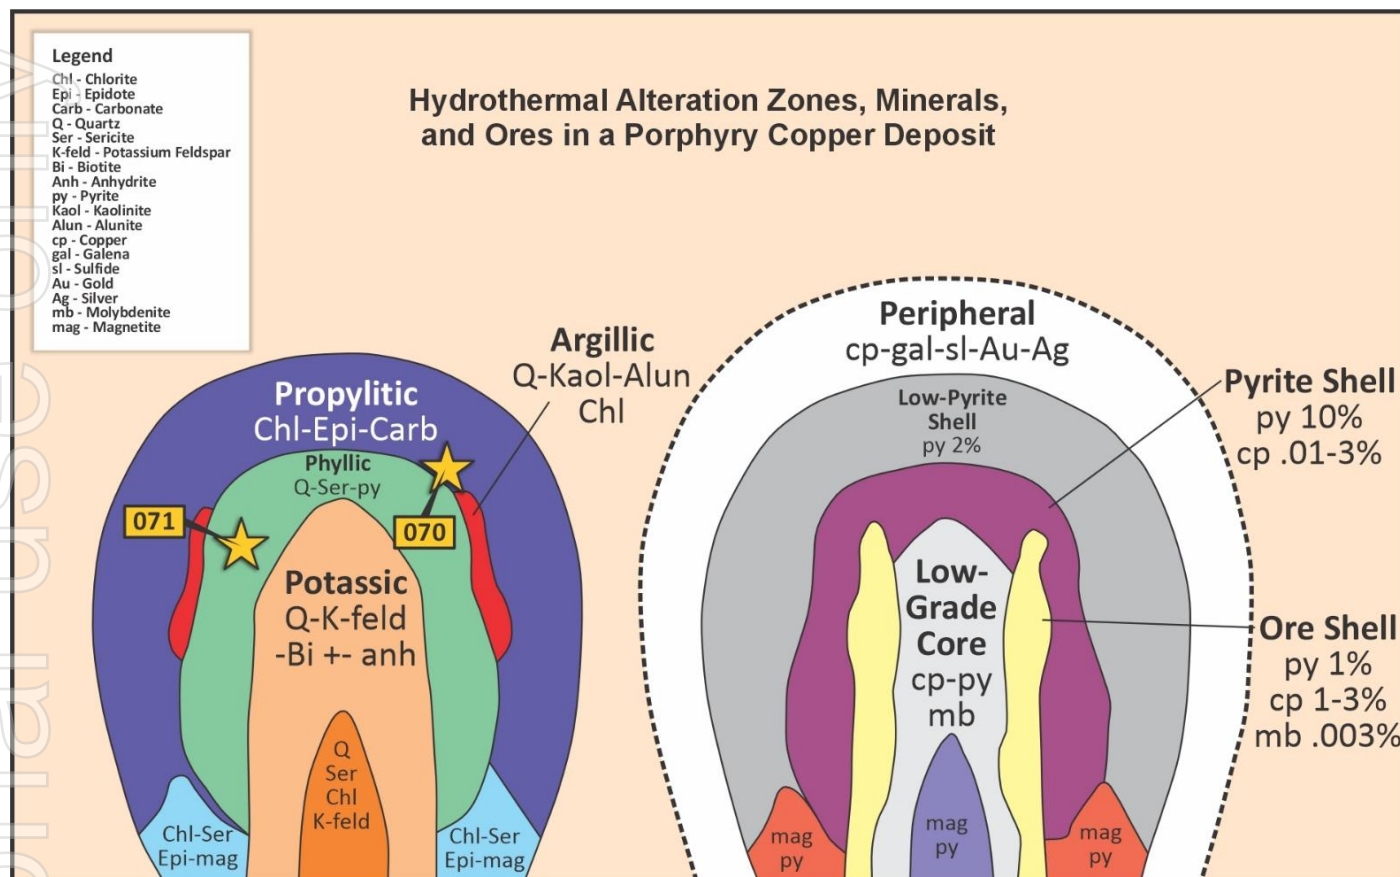 Legend
Chl - Chlorite
Epi - Epidote
Carb - Carbonate
Q - Quartz
Ser - Sericite
K-feld - Potassium Feldspar
Bi - Biotite
Anh - Anhydrite
py - Pyrite
Kaol - Kaolinite
Alun - Alunite
cp - Copper
gal - Galena
sl - Sulfide
Au - Gold
Ag - Silver
mb - Molybdenite
mag - Magnetite
Hydrothermal Alteration Zones, Minerals,
and Ores in a Porphyry Copper Deposit
Propylitic
Chl-Epi-Carb
Phyllic
Q-Ser-py
Argillic
Q-Kaol-Alun
Chl
071
070
Potassic
Q-K-feld
-Bi +- anh
Q
Ser
Chl
K-feld
Chl-Ser
Epi-mag
Chl-Ser
Epi-mag
Peripheral
cp-gal-sl-Au-Ag
Low-Pyrite
Shell
py 2%
Pyrite Shell
py 10%
cp .01-3%
Low-
Grade
Core
cp-py
mb
Ore Shell
py 1%
cp 1-3%
mb .003%
mag
py
mag
py
mag
py
use only